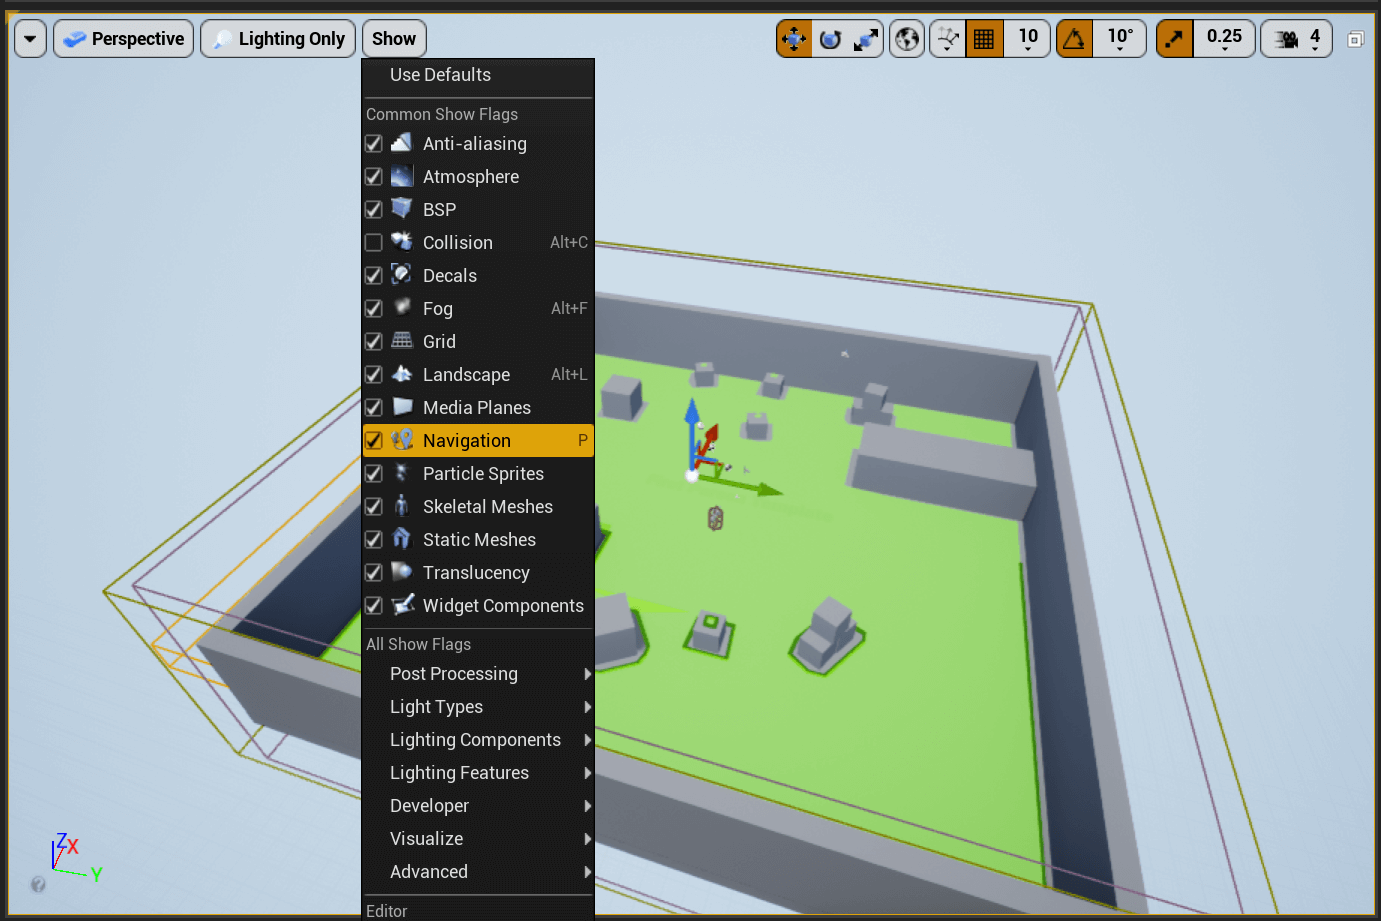 Perspective
Lighting Only
Show
10
10°
0.25
4
Use Defaults
Common Show Flags
Anti-aliasing
Atmosphere
BSP
Collision Alt+C
Decals
Fog Alt+F
Grid
Landscape Alt+L
Media Planes
Navigation P
Particle Sprites
Skeletal Meshes
Static Meshes
Translucency
Widget Components
All Show Flags
Post Processing
Light Types
Lighting Components
Lighting Features
Developer
Visualize
Advanced
Editor
Z
X
Y
?